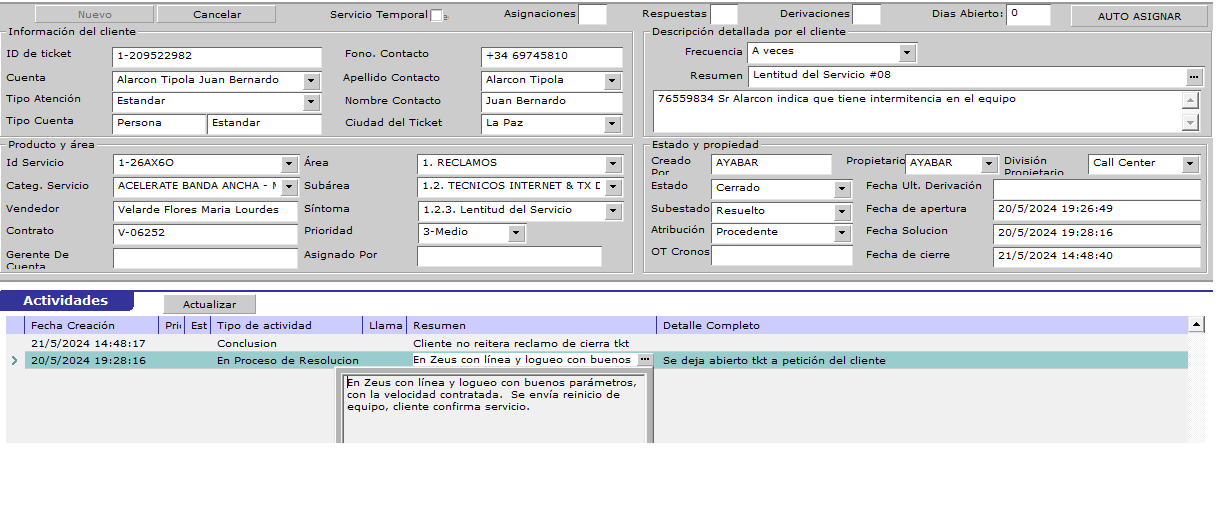 Nuevo Cancelar Servicio Temporal Asignaciones Respuestas Derivaciones Dias Abierto: 0 AUTO ASIGNAR
Información del cliente
ID de ticket 1-209522982 Fono. Contacto +34 69745810
Cuenta Alarcon Tipola Juan Bernardo Apellido Contacto Alarcon Tipola
Tipo Atención Estandar Nombre Contacto Juan Bernardo
Tipo Cuenta Persona Estandar Ciudad del Ticket La Paz
Descripción detallada por el cliente
Frecuencia A veces
Resumen Lentitud del Servicio #08
76559834 Sr Alarcon indica que tiene intermitencia en el equipo
Producto y área
Id Servicio 1-26AX6O Área 1. RECLAMOS
Categ. Servicio ACELERATE BANDA ANCHA - Subárea 1.2. TECNICOS INTERNET & TX
Vendedor Velarde Flores Maria Lourdes Síntoma 1.2.3. Lentitud del Servicio
Contrato V-06252 Prioridad 3-Medio
Gerente De Cuenta Asignado Por
Estado y propiedad
Creado Por AYABAR Propietario AYABAR División Propietario Call Center
Estado Cerrado Fecha Ult. Derivación
Subestado Resuelto Fecha de apertura 20/5/2024 19:26:49
Atribución Procedente Fecha Solucion 20/5/2024 19:28:16
OT Cronos Fecha de cierre 21/5/2024 14:48:40
Actividades Actualizar
Fecha Creación Pri Est Tipo de actividad Llama Resumen Detalle Completo
21/5/2024 14:48:17 Conclusion Cliente no reitera reclamo de cierra tkt
20/5/2024 19:28:16 En Proceso de Resolucion En Zeus con línea y logueo con buenos Se deja abierto tkt a petición del cliente
En Zeus con línea y logueo con buenos parámetros,
con la velocidad contratada. Se envía reinicio de
equipo, cliente confirma servicio.